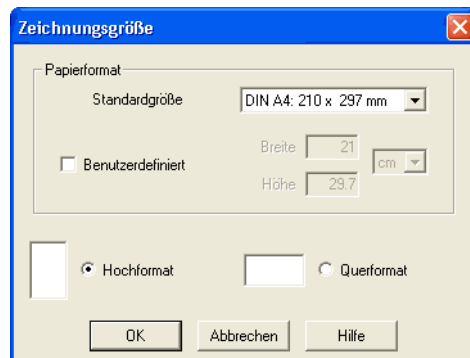 Zeichnungsgröße
Papierformat
Standardgröße DIN A4: 210 x 297 mm
Benutzerdefiniert
Breite 21 cm
Höhe 29.7
Hochformat Querformat
OK Abbrechen Hilfe